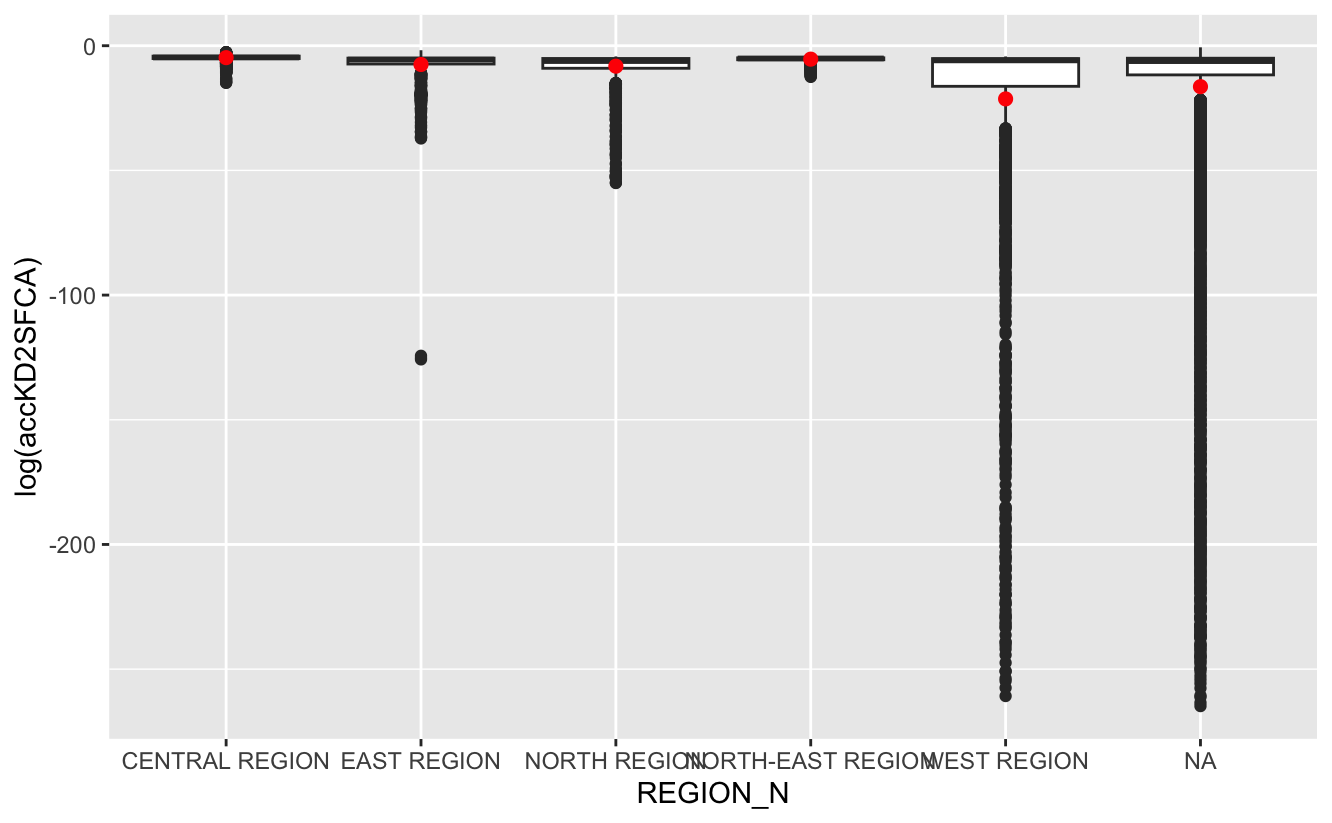 0
-100
-200
log(accKD2SFCA)
CENTRAL REGION
EAST REGION
NORTH REGION
NORTH-EAST REGION
WEST REGION
NA
REGION_N